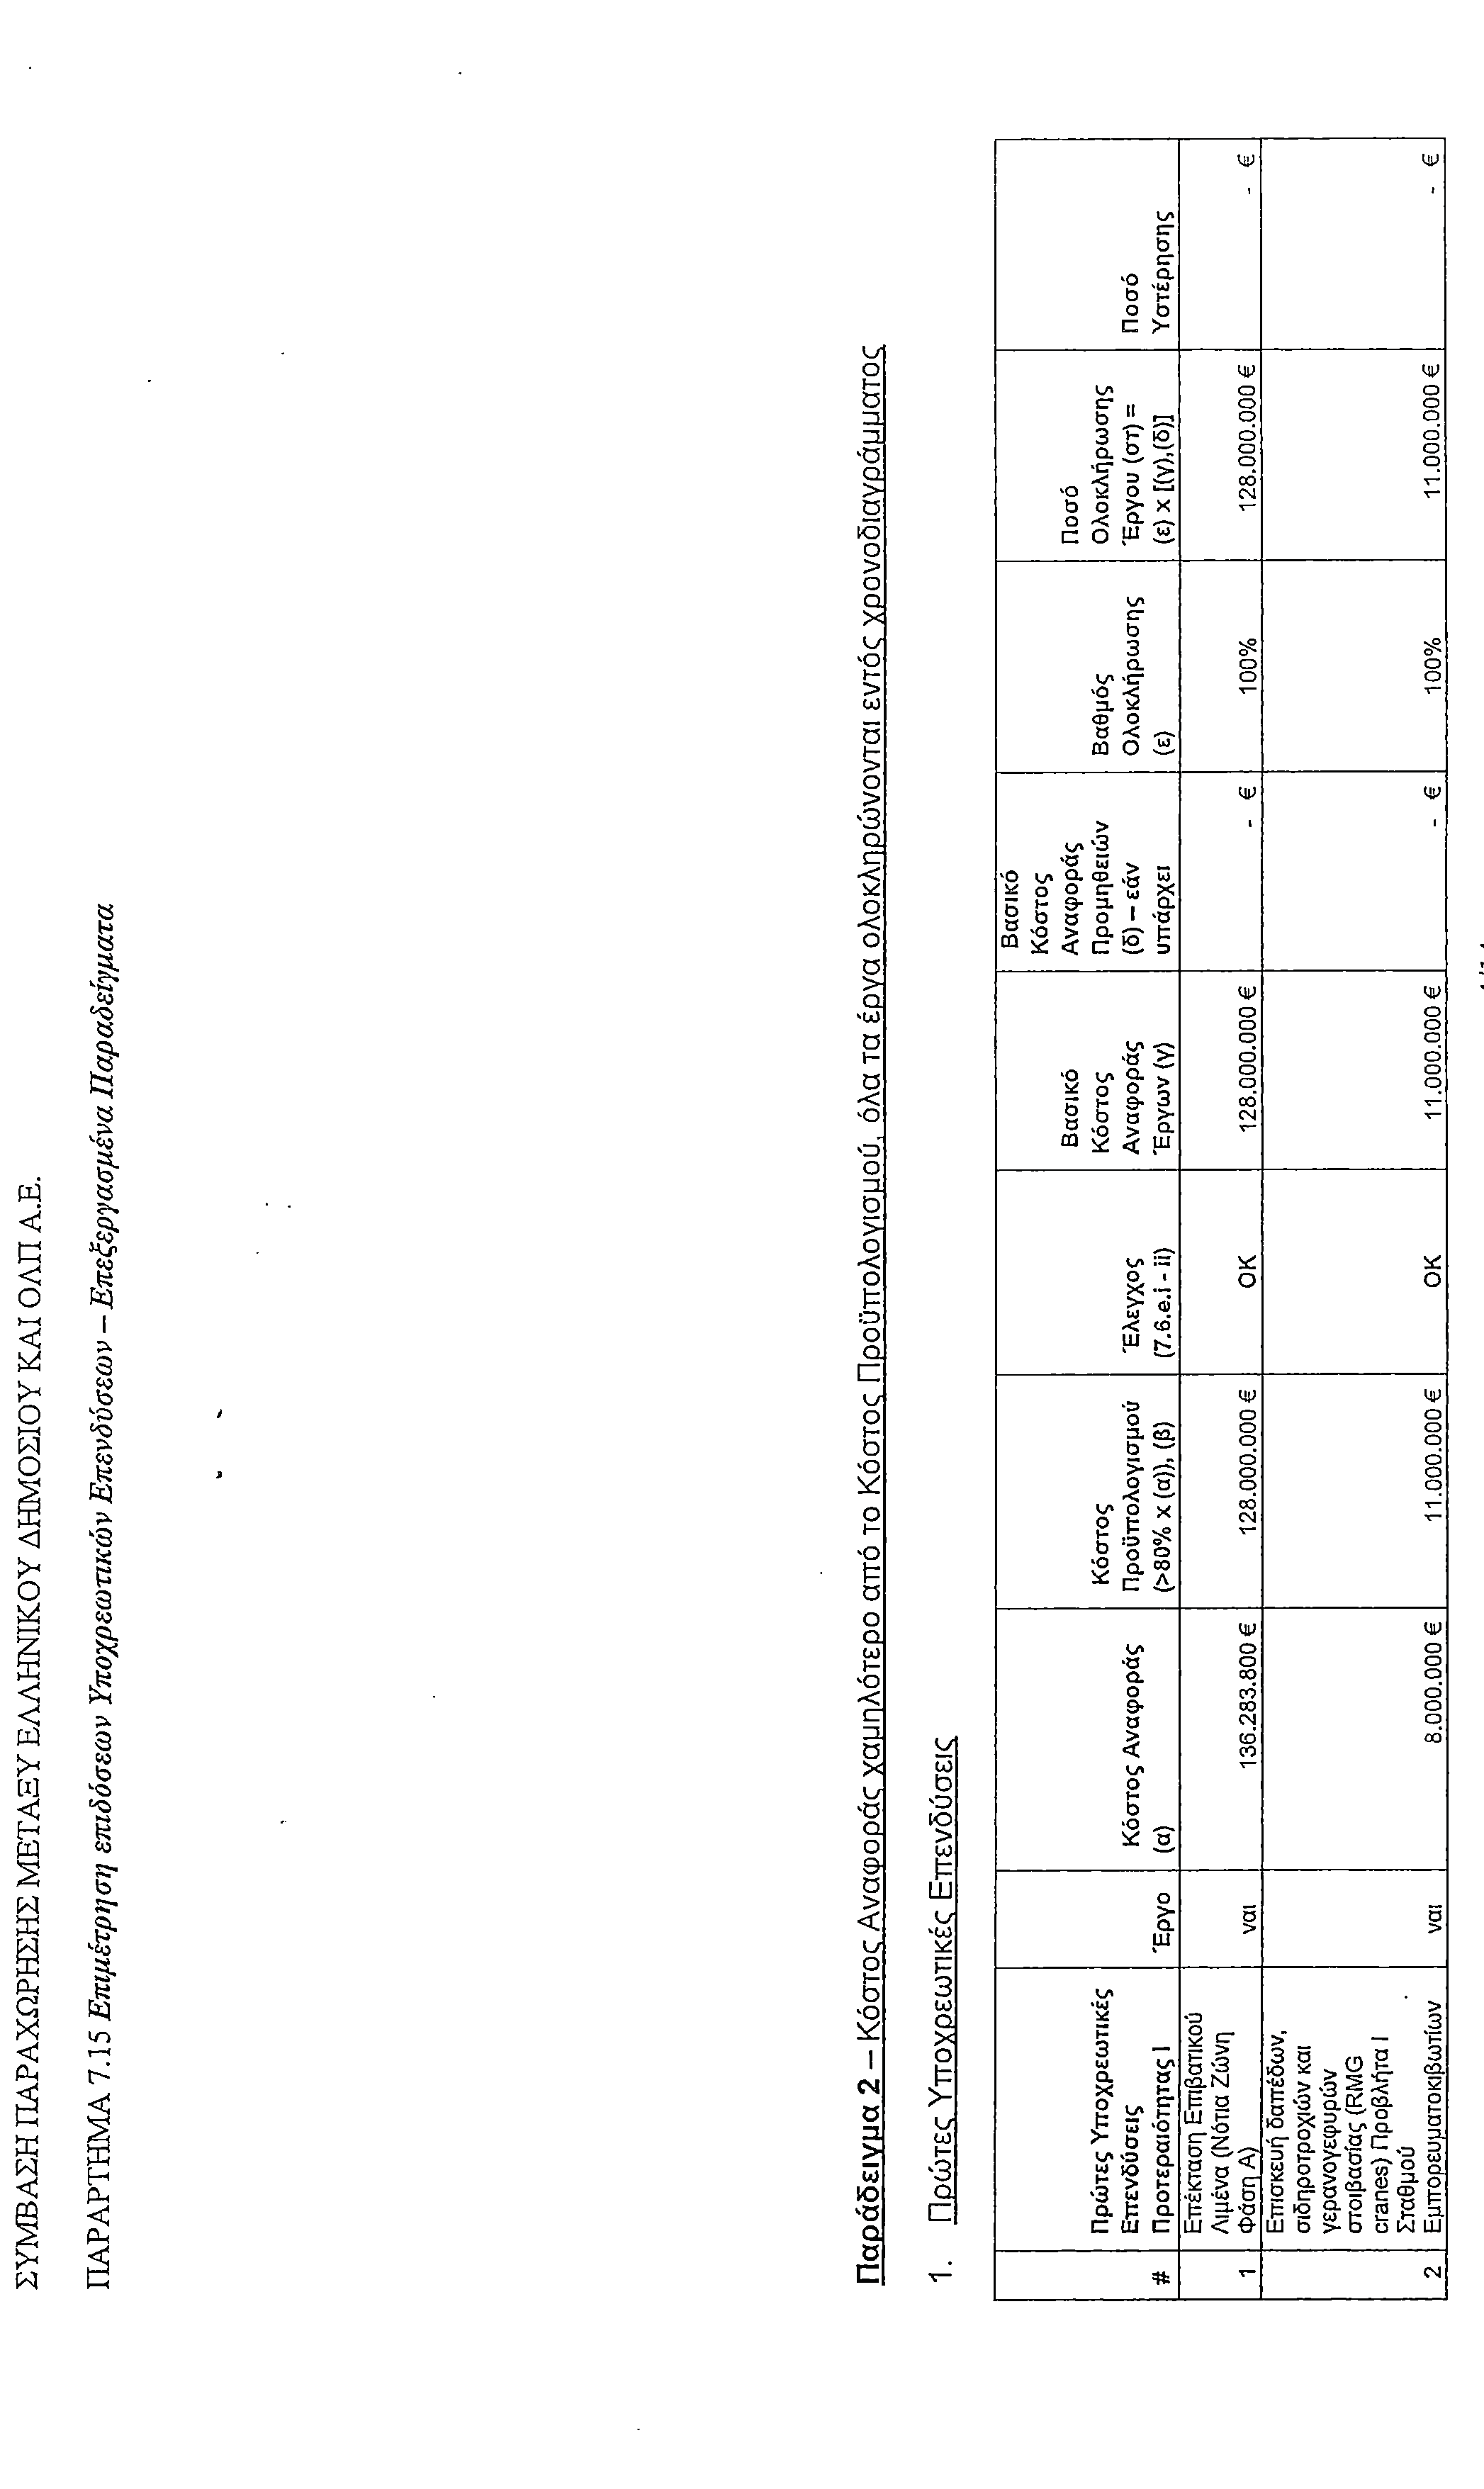 ΣΥΜΒΑΣΗ ΠΑΡΑΧΩΡΗΣΗΣ ΜΕΤΑΞΥ ΕΛΛΗΝΙΚΟΥ ΔΗΜΟΣΙΟΥ ΚΑΙ ΟΛΠ Α.Ε.
ΠΑΡΑΡΤΗΜΑ 7.15 Επιμέτρηση επιδόσεων Υποχρεωτικών Επενδύσεων – Επεξεργασμένα Παραδείγματα
Παράδειγμα 2 – Κόστος Αναφοράς χαμηλότερο από το Κόστος Προϋπολογισμού, όλα τα έργα ολοκληρώνονται εντός χρονοδιαγράμματος
1. Πρώτες Υποχρεωτικές Επενδύσεις
#
Πρώτες Υποχρεωτικές
Επενδύσεις
Προτεραιότητας Ι
Έργο
Κόστος Αναφοράς
(α)
Κόστος
Προϋπολογισμού
(>80% x (α)), (β)
Έλεγχος
(7.6.e.i - ii)
Βασικό
Κόστος
Αναφοράς
Έργων (γ)
Βασικό
Κόστος
Αναφοράς
Προμηθειών
(δ) – εάν
υπάρχει
Βαθμός
Ολοκλήρωσης
(ε)
Ποσό
Ολοκλήρωσης
Έργου (στ) =
(ε) x [(γ),(δ)]
Ποσό
Υστέρησης
1
Επέκταση Επιβατικού
Λιμένα (Νότια Ζώνη
Φάση Α)
ναι
136.283.800 €
128.000.000 €
OK
128.000.000 €
- €
100%
128.000.000 €
- €
2
Επισκευή δαπέδων,
σιδηροτροχιών και
γερανογεφυρών
στοιβασίας (RMG
cranes) Προβλήτα Ι
Σταθμού
Εμπορευματοκιβωτίων
ναι
8.000.000 €
11.000.000 €
OK
11.000.000 €
- €
100%
11.000.000 €
- €